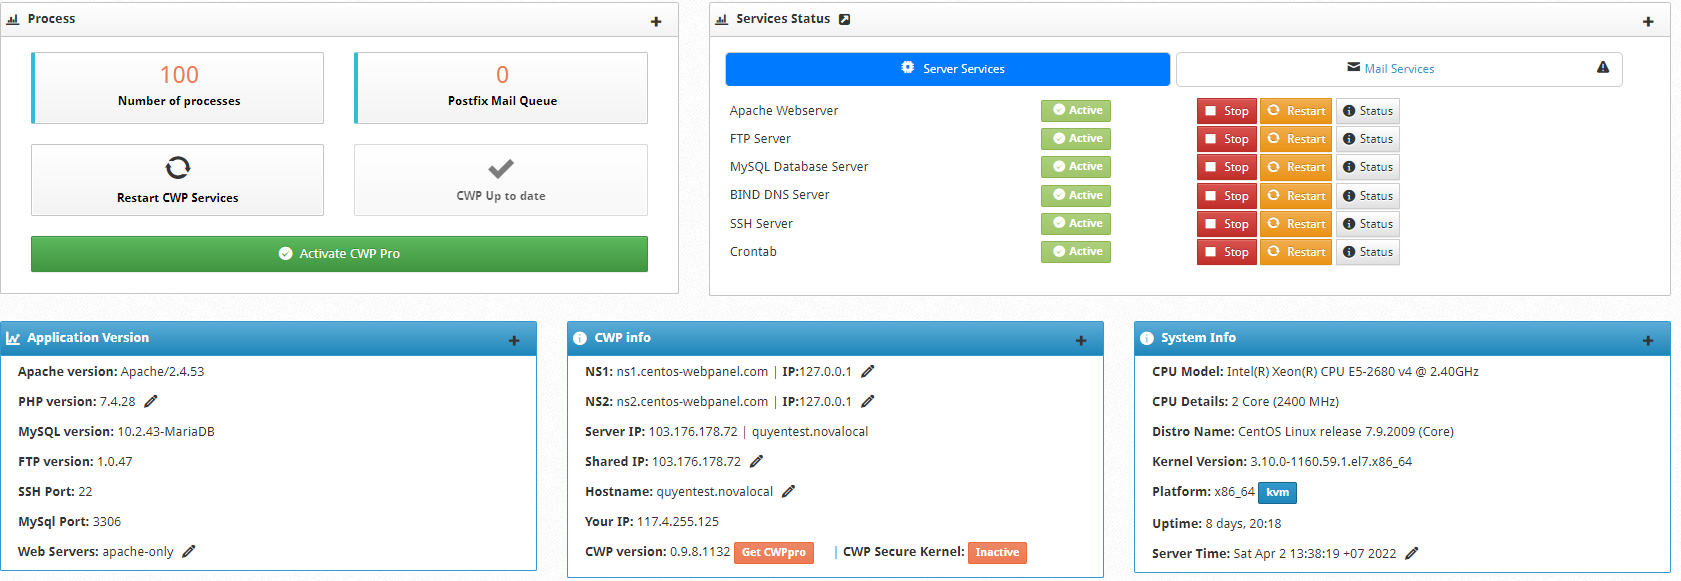 Process
100
Number of processes
0
Postfix Mail Queue
Restart CWP Services
CWP Up to date
Activate CWP Pro
Services Status
Server Services
Mail Services
Apache Webserver Active Stop Restart Status
FTP Server Active Stop Restart Status
MySQL Database Server Active Stop Restart Status
BIND DNS Server Active Stop Restart Status
SSH Server Active Stop Restart Status
Crontab Active Stop Restart Status
Application Version
Apache version: Apache/2.4.53
PHP version: 7.4.28
MySQL version: 10.2.43-MariaDB
FTP version: 1.0.47
SSH Port: 22
MySql Port: 3306
Web Servers: apache-only
CWP info
NS1: ns1.centos-webpanel.com | IP:127.0.0.1
NS2: ns2.centos-webpanel.com | IP:127.0.0.1
Server IP: 103.176.178.72 | quyentest.novalocal
Shared IP: 103.176.178.72
Hostname: quyentest.novalocal
Your IP: 117.4.255.125
CWP version: 0.9.8.1132 Get CWPpro | CWP Secure Kernel: Inactive
System Info
CPU Model: Intel(R) Xeon(R) CPU E5-2680 v4 @ 2.40GHz
CPU Details: 2 Core (2400 MHz)
Distro Name: CentOS Linux release 7.9.2009 (Core)
Kernel Version: 3.10.0-1160.59.1.el7.x86_64
Platform: x86_64 kvm
Uptime: 8 days, 20:18
Server Time: Sat Apr 2 13:38:19 +07 2022